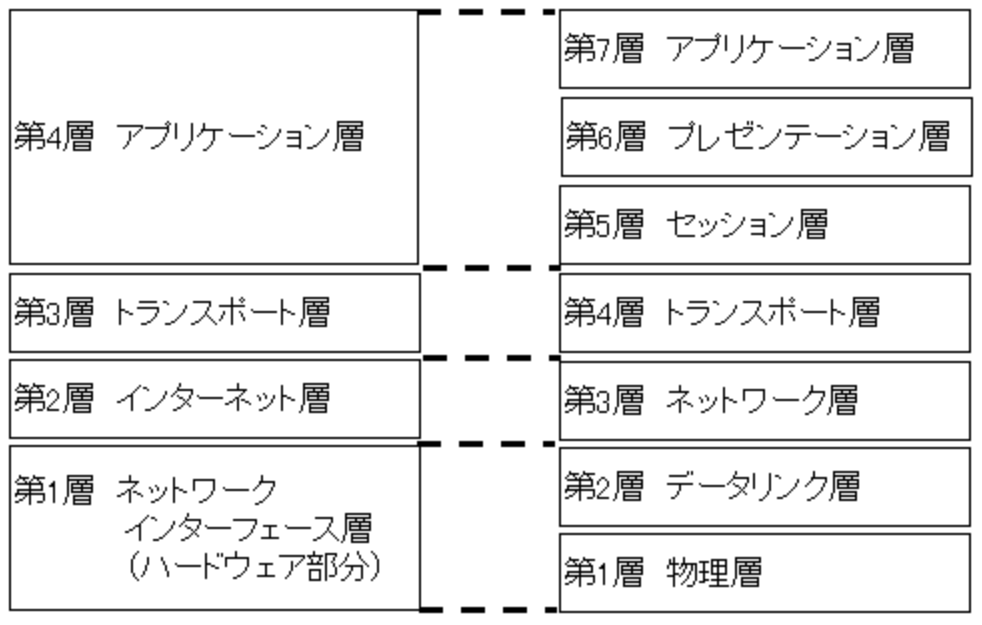 第4層 アプリケーション層
第3層 トランスポート層
第2層 インターネット層
第1層 ネットワーク
インターフェース層
(ハードウェア部分)
第7層 アプリケーション層
第6層 プレゼンテーション層
第5層 セッション層
第4層 トランスポート層
第3層 ネットワーク層
第2層 データリンク層
第1層 物理層